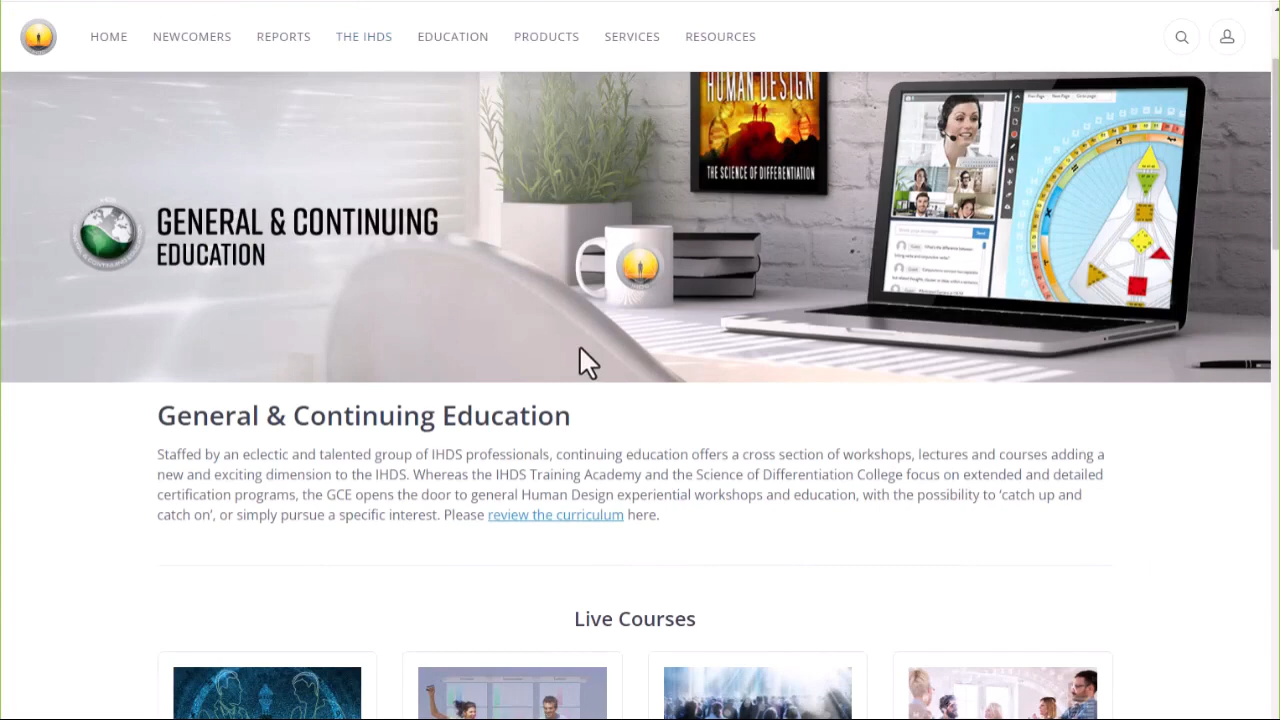 HOME NEWCOMERS REPORTS THE IHDS EDUCATION PRODUCTS SERVICES RESOURCES
HUMAN DESIGN
THE SCIENCE OF DIFFERENTIATION
GENERAL & CONTINUING
EDUCATION
General & Continuing Education
Staffed by an eclectic and talented group of IHDS professionals, continuing education offers a cross section of workshops, lectures and courses adding a
new and exciting dimension to the IHDS. Whereas the IHDS Training Academy and the Science of Differentiation College focus on extended and detailed
certification programs, the GCE opens the door to general Human Design experiential workshops and education, with the possibility to ‘catch up and
catch on’, or simply pursue a specific interest. Please review the curriculum here.
Live Courses